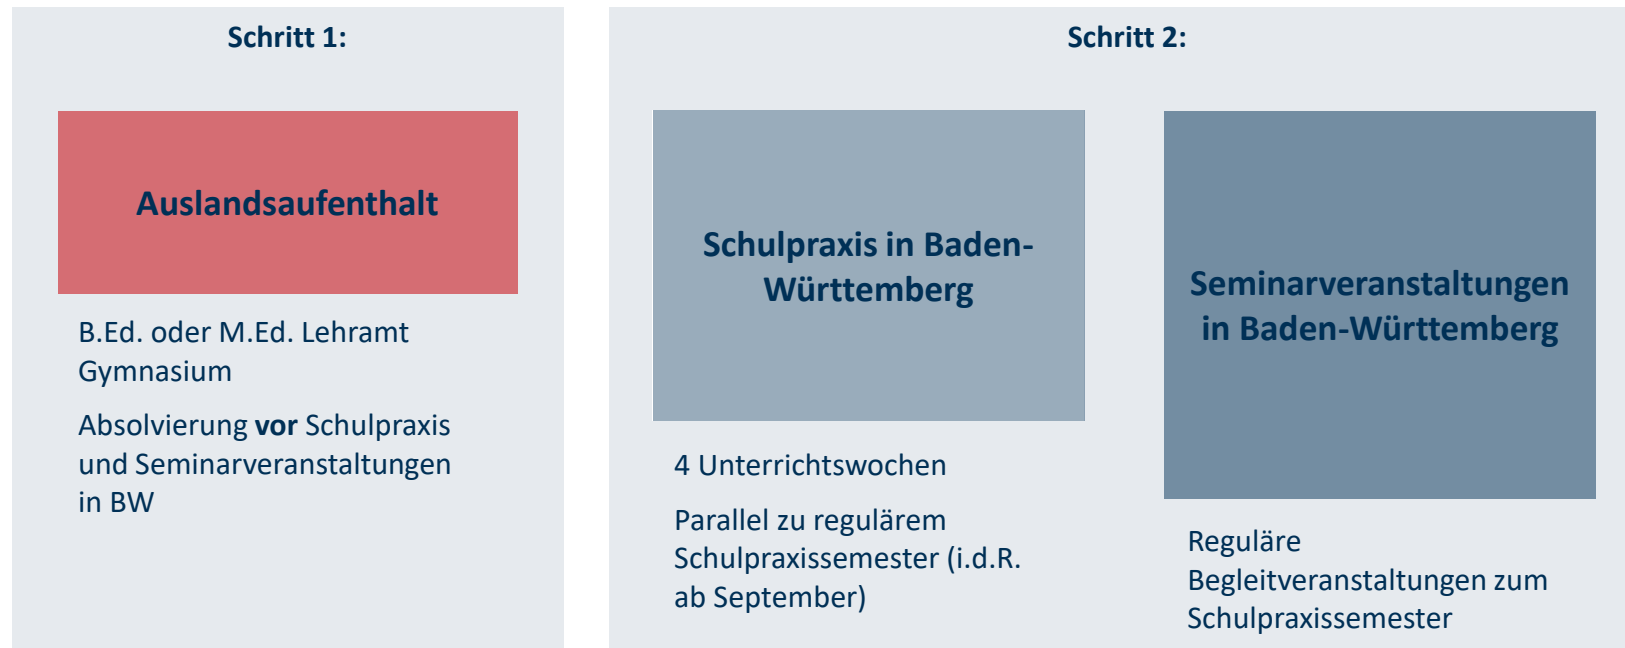 Schritt 1:
Auslandsaufenthalt
B.Ed. oder M.Ed. Lehramt
Gymnasium
Absolvierung vor Schulpraxis
und Seminarveranstaltungen
in BW
Schritt 2:
Schulpraxis in Baden-
Württemberg
4 Unterrichtswochen
Parallel zu regulärem
Schulpraxissemester (i.d.R.
ab September)
Seminarveranstaltungen
in Baden-Württemberg
Reguläre
Begleitveranstaltungen zum
Schulpraxissemester